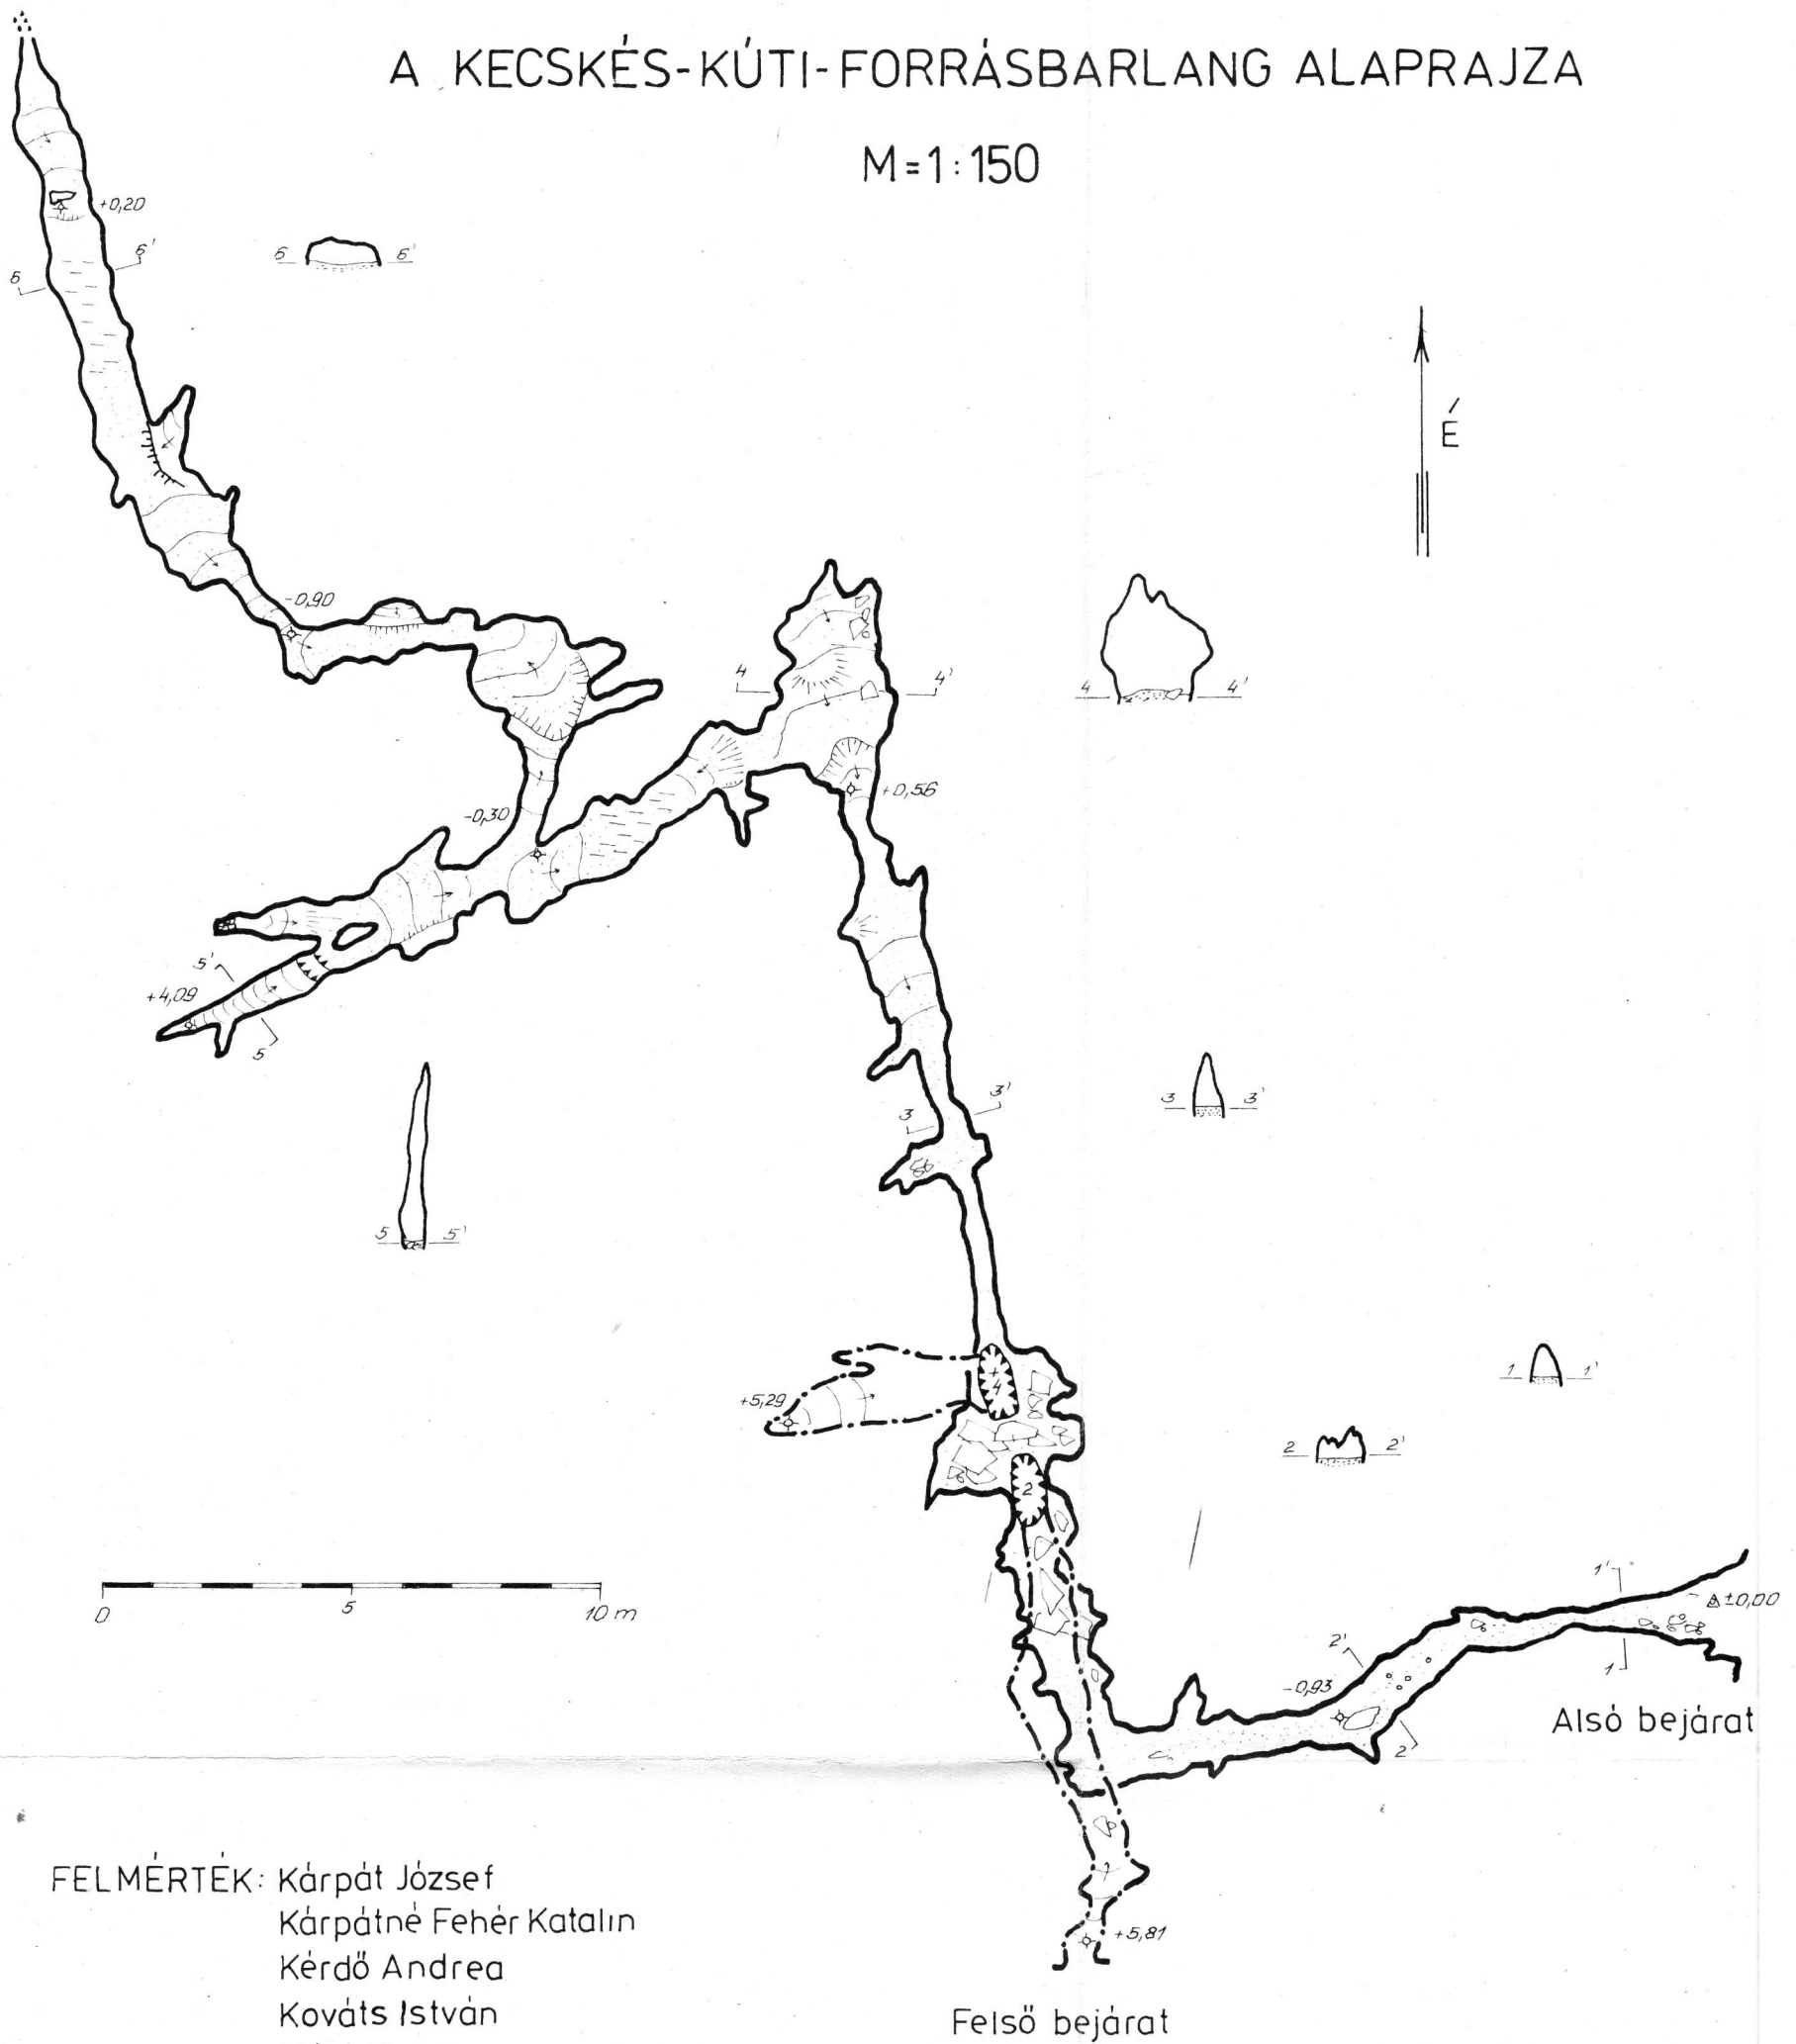 A KECSKÉS-KÚTI-FORRÁSBARLANG ALAPRAJZA
M=1:150
+0,20
6 6'
6 6'
É
-0,90
4 4'
4 4'
+0,56
-0,30
5'
+4,09
5
3 3'
3 3'
5 5'
1 1'
+
4
+5,29
2 2'
2
0 5 10 m
1'
±0,00
2'
1
-0,93
2
Alsó bejárat
+5,81
FELMÉRTÉK: Kárpát József
Kárpátné Fehér Katalin
Kérdő Andrea
Kováts István
Felső bejárat